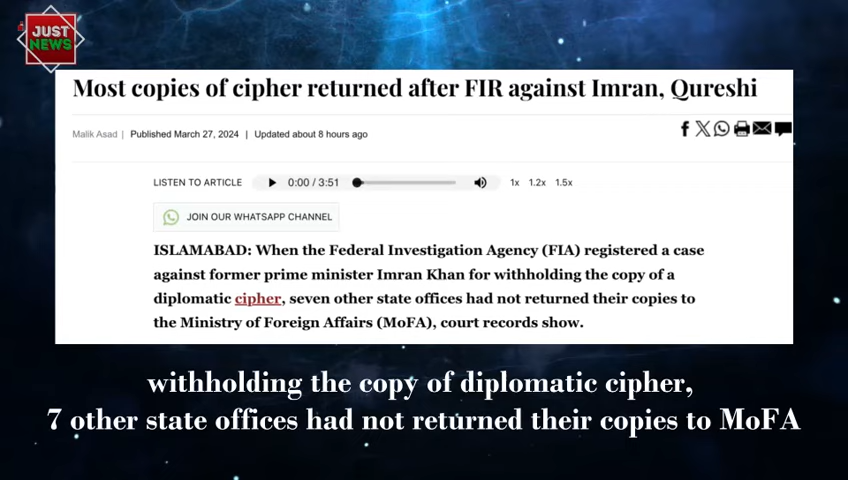 JUST
NEWS
Most copies of cipher returned after FIR against Imran, Qureshi
Malik Asad | Published March 27, 2024 | Updated about 8 hours ago
LISTEN TO ARTICLE 0:00 / 3:51 1x 1.2x 1.5x
JOIN OUR WHATSAPP CHANNEL
ISLAMABAD: When the Federal Investigation Agency (FIA) registered a case
against former prime minister Imran Khan for withholding the copy of a
diplomatic cipher, seven other state offices had not returned their copies to
the Ministry of Foreign Affairs (MoFA), court records show.
withholding the copy of diplomatic cipher,
7 other state offices had not returned their copies to MoFA